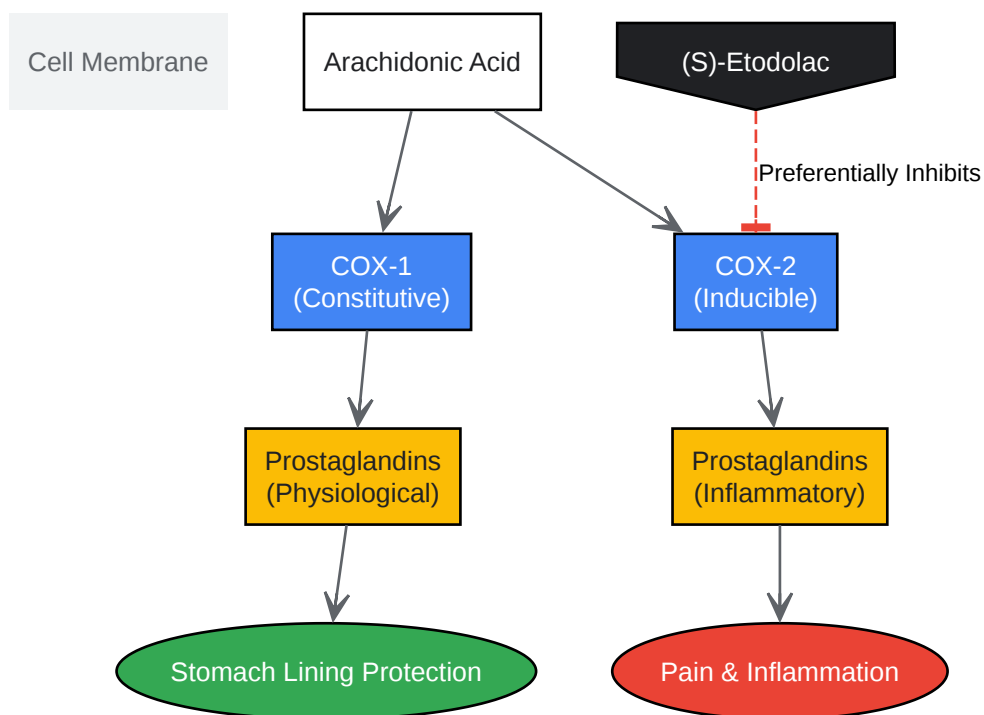 Cell Membrane
Arachidonic Acid
(S)-Etodolac
Preferentially Inhibits
COX-1
(Constitutive)
COX-2
(Inducible)
Prostaglandins
(Physiological)
Prostaglandins
(Inflammatory)
Stomach Lining Protection
Pain & Inflammation